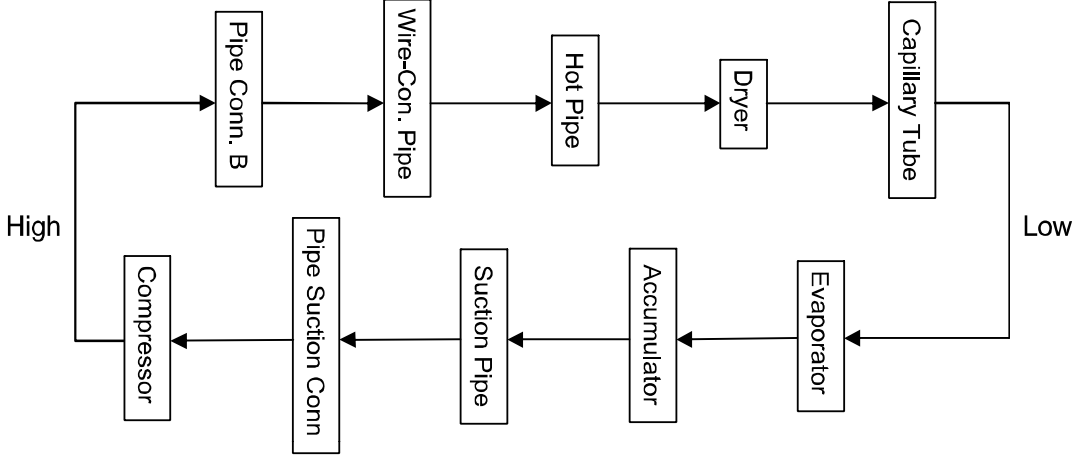 Pipe Conn. B
Wire-Con. Pipe
Hot Pipe
Dryer
Capillary Tube
High
Low
Compressor
Pipe Suction Conn
Suction Pipe
Accumulator
Evaporator